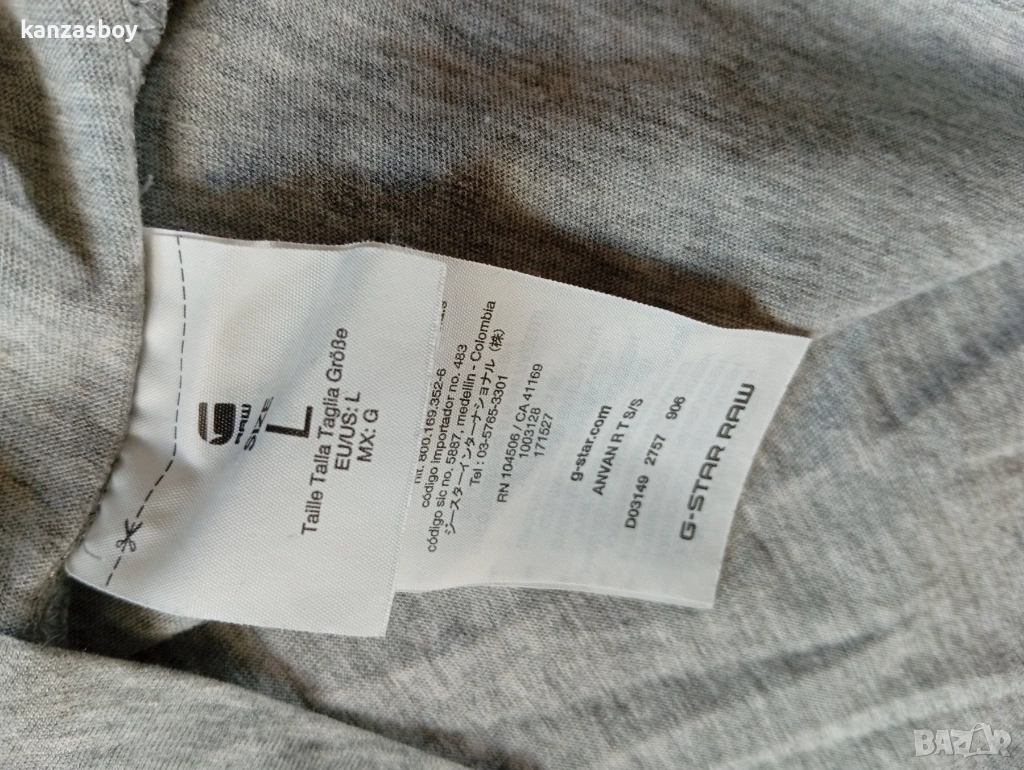 kanzasboy
RAW
SIZE
L
Taille Talla Taglia Größe
EU/US: L
MX: G
nit. 800.169.352-6
código importador no. 483
código sic no. 5887, medellin - Colombia
ジースターインターナショナル（株）
Tel : 03-5765-3301
RN 104506 / CA 41169
1003128
171527
g-star.com
ANVAN R T S/S
D03149 2757 906
G-STAR RAW
BAZAR